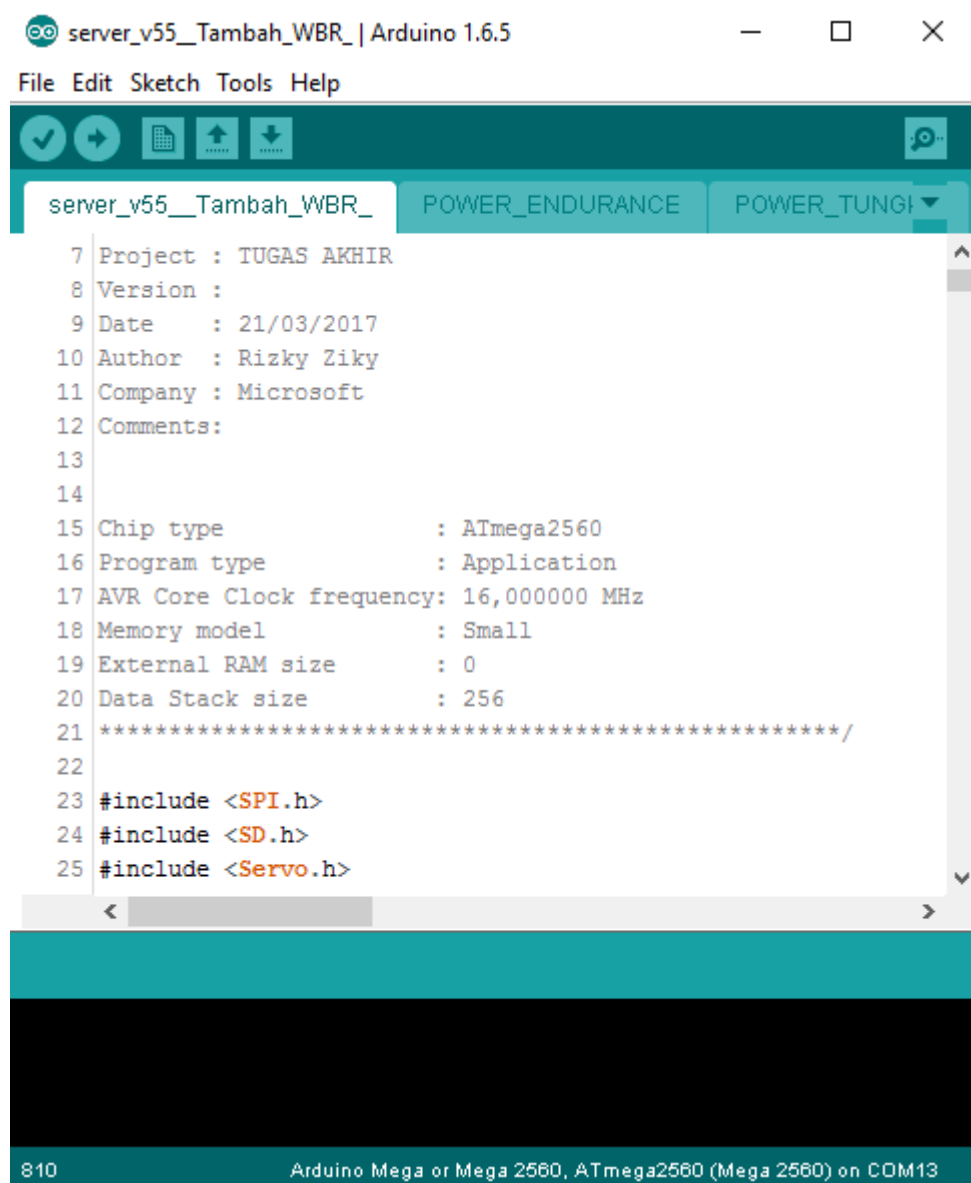 server_v55__Tambah_WBR_ | Arduino 1.6.5
File Edit Sketch Tools Help
server_v55__Tambah_WBR_ POWER_ENDURANCE
7 Project : TUGAS AKHIR
8 Version :
9 Date    : 21/03/2017
10 Author  : Rizky Ziky
11 Company : Microsoft
12 Comments:
13
14
15 Chip type               : ATmega2560
16 Program type            : Application
17 AVR Core Clock frequency: 16,000000 MHz
18 Memory model            : Small
19 External RAM size       : 0
20 Data Stack size         : 256
21 *****************************************************/
22
23 #include <SPI.h>
24 #include <SD.h>
25 #include <Servo.h>
810 Arduino Mega or Mega 2560, ATmega2560 (Mega 2560) on COM13